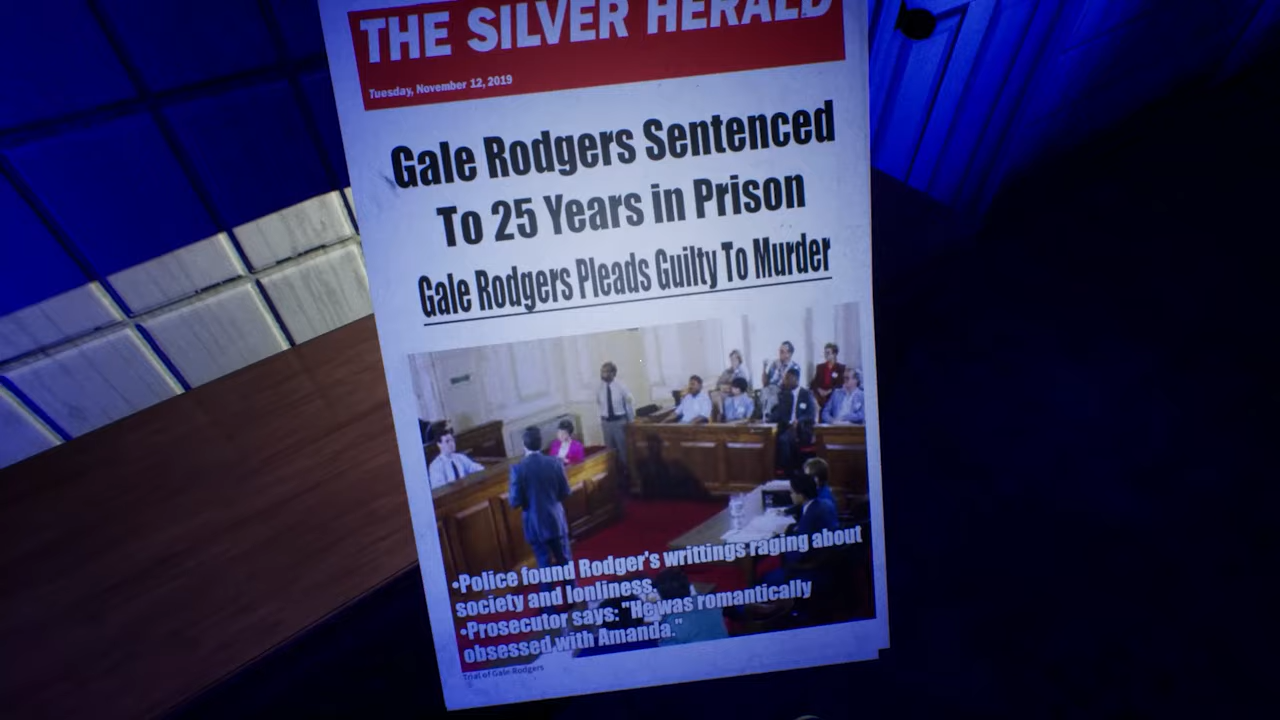 THE SILVER HERALD
Tuesday, November 12, 2019
Gale Rodgers Sentenced
To 25 Years in Prison
Gale Rodgers Pleads Guilty To Murder
•Police found Rodger's writtings raging about
society and lonliness.
•Prosecutor says: "He was romantically
obsessed with Amanda."
Trial of Gale Rodgers